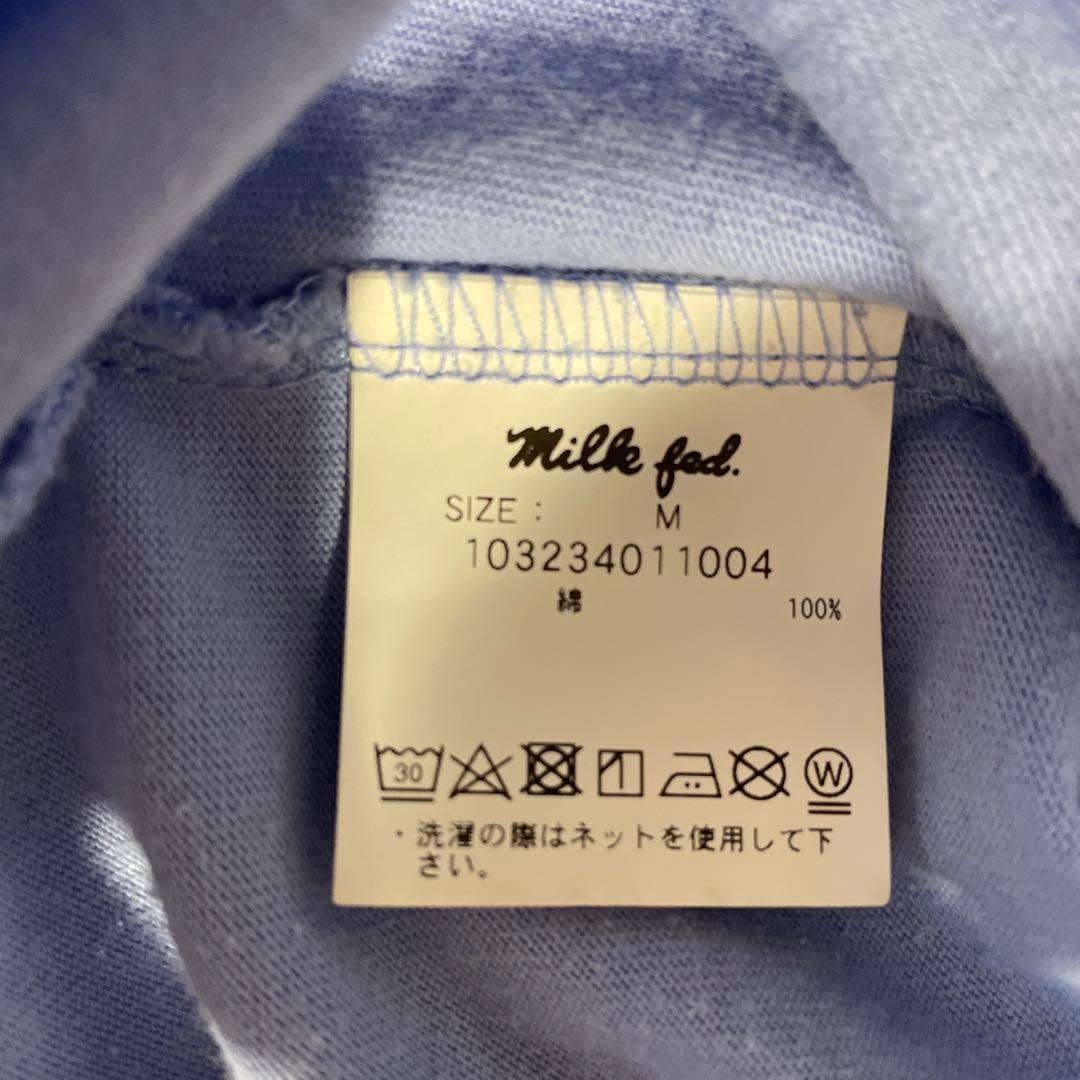 Milk fed.
SIZE : M
103234011004
綿 100%
30 W
・洗濯の際はネットを使用して下
さい。